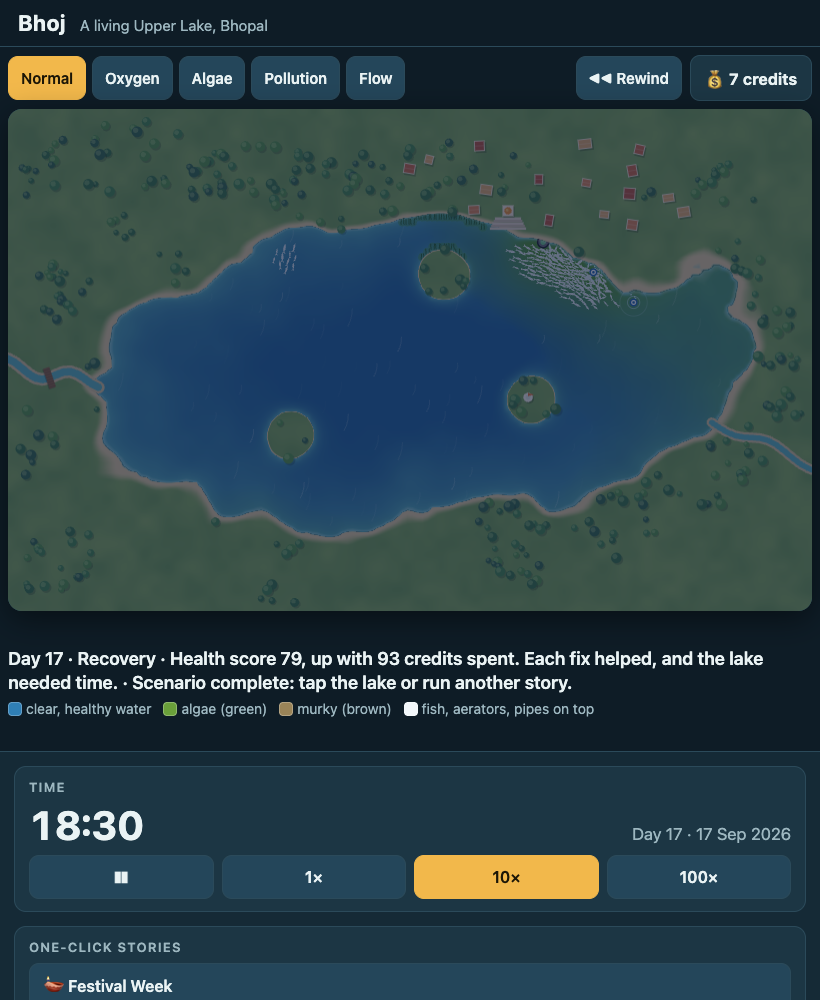 Bhoj A living Upper Lake, Bhopal
Normal Oxygen Algae Pollution Flow Rewind 7 credits
Day 17 · Recovery · Health score 79, up with 93 credits spent. Each fix helped, and the lake
needed time. · Scenario complete: tap the lake or run another story.
clear, healthy water algae (green) murky (brown) fish, aerators, pipes on top
TIME
18:30 Day 17 · 17 Sep 2026
1× 10× 100×
ONE-CLICK STORIES
Festival Week